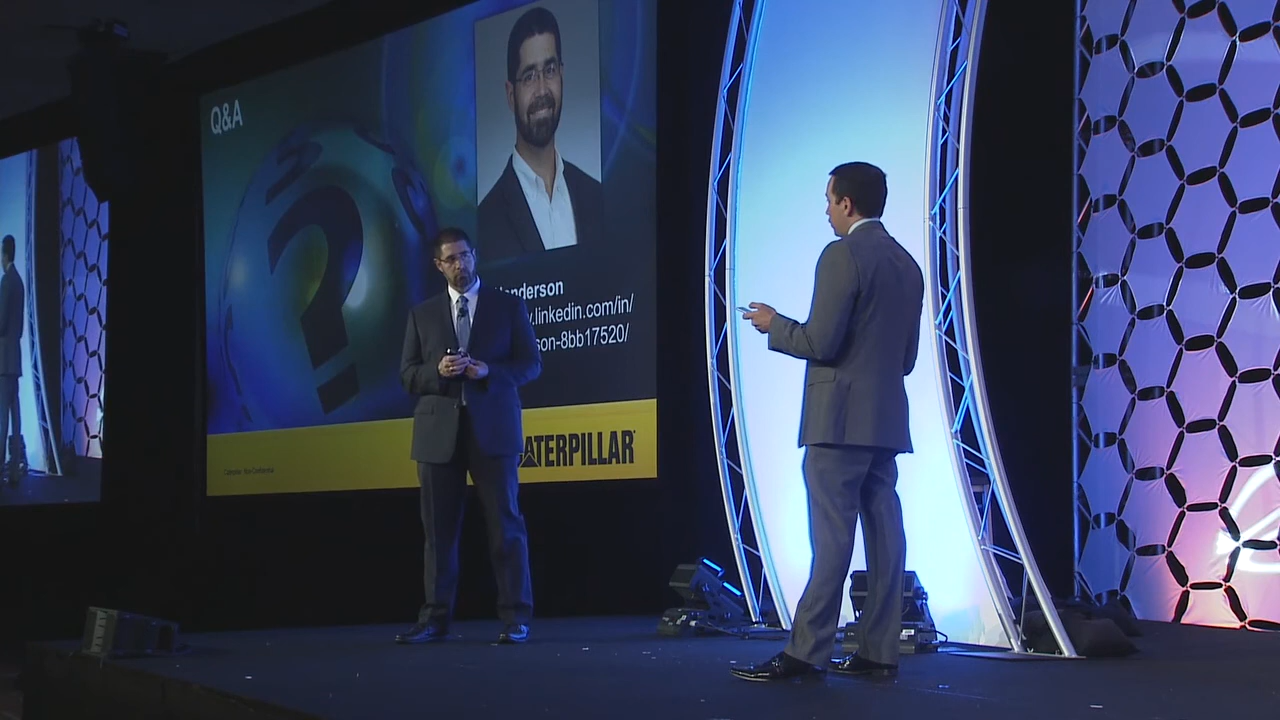 Q&A
Henderson
linkedin.com/in/
son-8bb17520/
CATERPILLAR